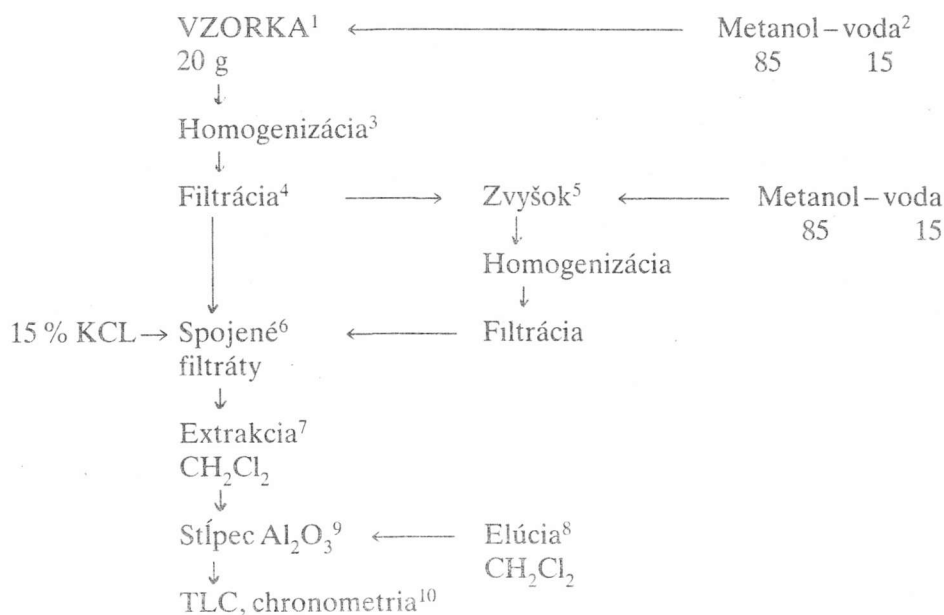 VZORKA¹ ← Metanol – voda²
20 g 85 15
↓
Homogenizácia³
↓
Filtrácia⁴ → Zvyšok⁵ ← Metanol – voda
↓ 85 15
Homogenizácia
↓
15 % KCL → Spojené⁶ ← Filtrácia
filtráty
↓
Extrakcia⁷
CH₂Cl₂
↓
Stĺpec Al₂O₃⁹ ← Elúcia⁸
↓ CH₂Cl₂
TLC, chronometria¹⁰